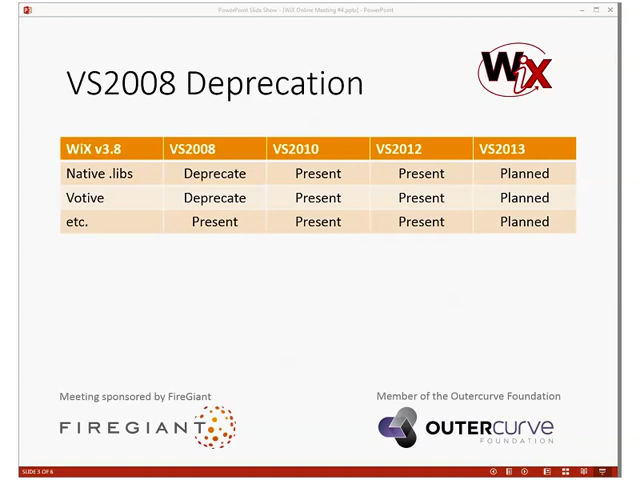 PowerPoint Slide Show - [WiX Online Meeting #4.pptx] - PowerPoint
VS2008 Deprecation
WiX
WiX v3.8 VS2008 VS2010 VS2012 VS2013
Native .libs Deprecate Present Present Planned
Votive Deprecate Present Present Planned
etc. Present Present Present Planned
Meeting sponsored by FireGiant
FIREGIANT
Member of the Outercurve Foundation
OUTERCURVE
FOUNDATION
SLIDE 3 OF 6